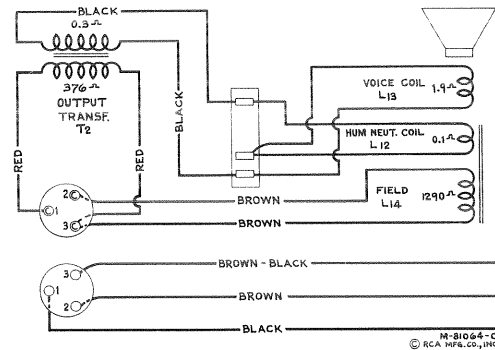 BLACK
0.3Ω
376Ω
OUTPUT
TRANSF.
T2
RED
RED
BLACK
VOICE COIL
L13
1.9Ω
HUM NEUT. COIL
L12
0.1Ω
FIELD
L14
1290Ω
2
1
3
BROWN
BROWN
3
1
2
BROWN-BLACK
BROWN
BLACK
M-81064-0
© RCA MFG. CO., INC